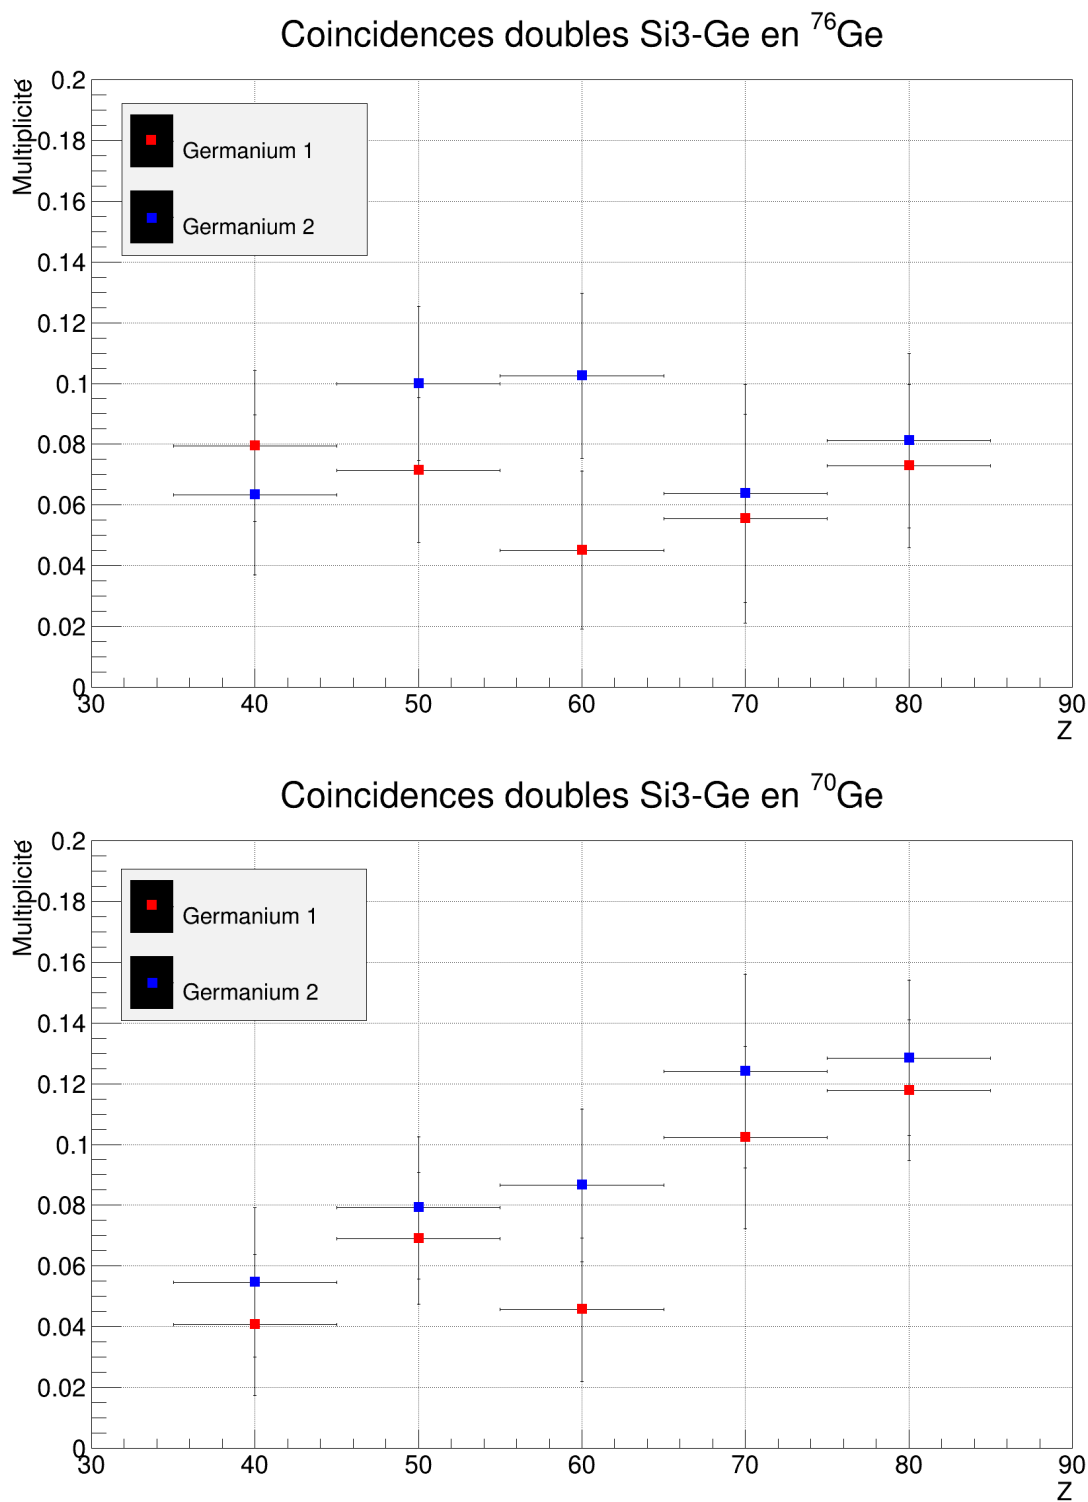 Coincidences doubles Si3-Ge en ⁷⁶Ge
Multiplicité
0.2
0.18
0.16
0.14
0.12
0.1
0.08
0.06
0.04
0.02
0
Germanium 1
Germanium 2
30 40 50 60 70 80 90
Z
Coincidences doubles Si3-Ge en ⁷⁰Ge
Multiplicité
0.2
0.18
0.16
0.14
0.12
0.1
0.08
0.06
0.04
0.02
0
Germanium 1
Germanium 2
30 40 50 60 70 80 90
Z